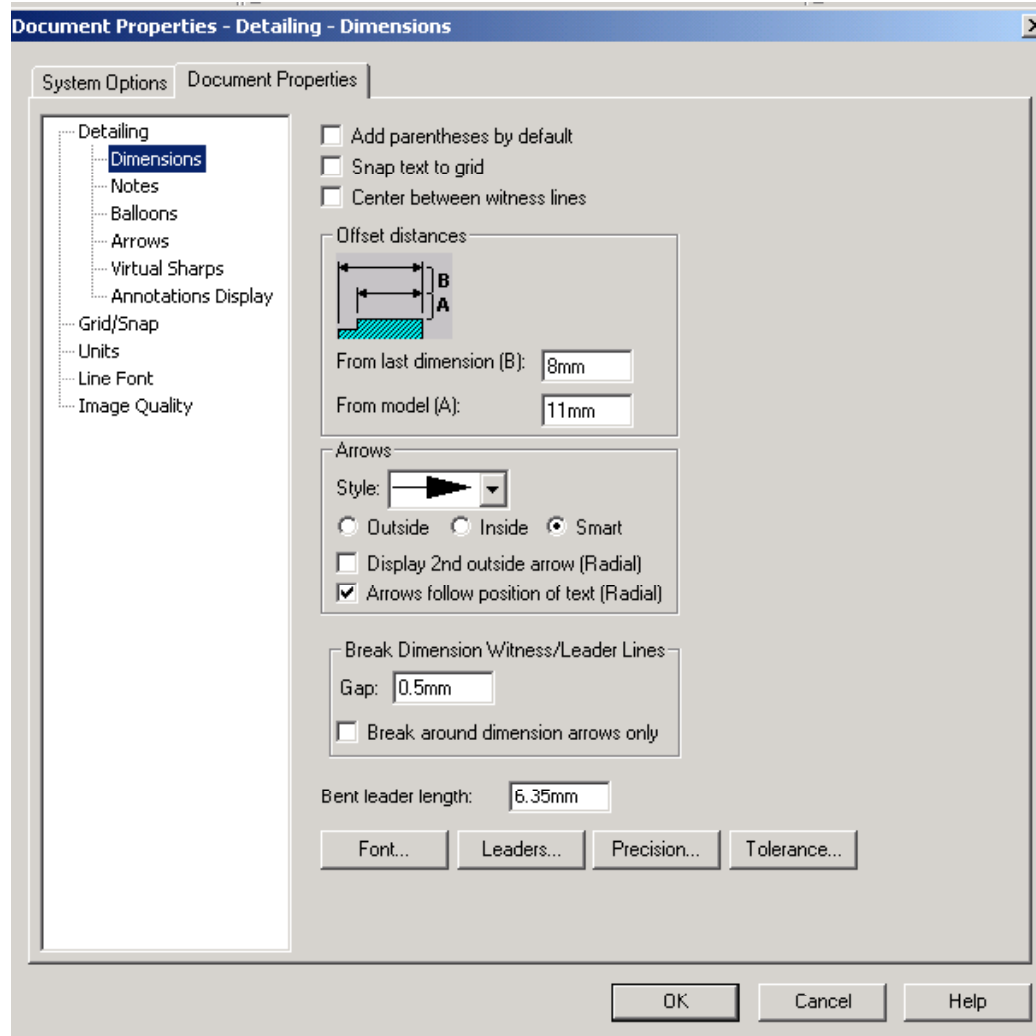 Document Properties - Detailing - Dimensions
System Options Document Properties
Detailing
Dimensions
Notes
Balloons
Arrows
Virtual Sharps
Annotations Display
Grid/Snap
Units
Line Font
Image Quality
Add parentheses by default
Snap text to grid
Center between witness lines
Offset distances
B
A
From last dimension (B): 8mm
From model (A): 11mm
Arrows
Style:
Outside Inside Smart
Display 2nd outside arrow (Radial)
Arrows follow position of text (Radial)
Break Dimension Witness/Leader Lines
Gap: 0.5mm
Break around dimension arrows only
Bent leader length: 6.35mm
Font... Leaders... Precision... Tolerance...
OK Cancel Help